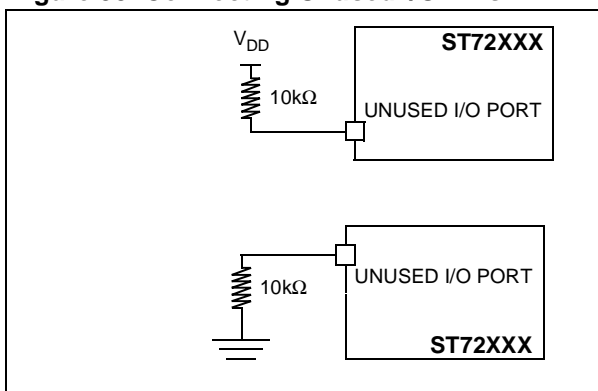 V_DD
ST72XXX
10kΩ
UNUSED I/O PORT
UNUSED I/O PORT
10kΩ
ST72XXX